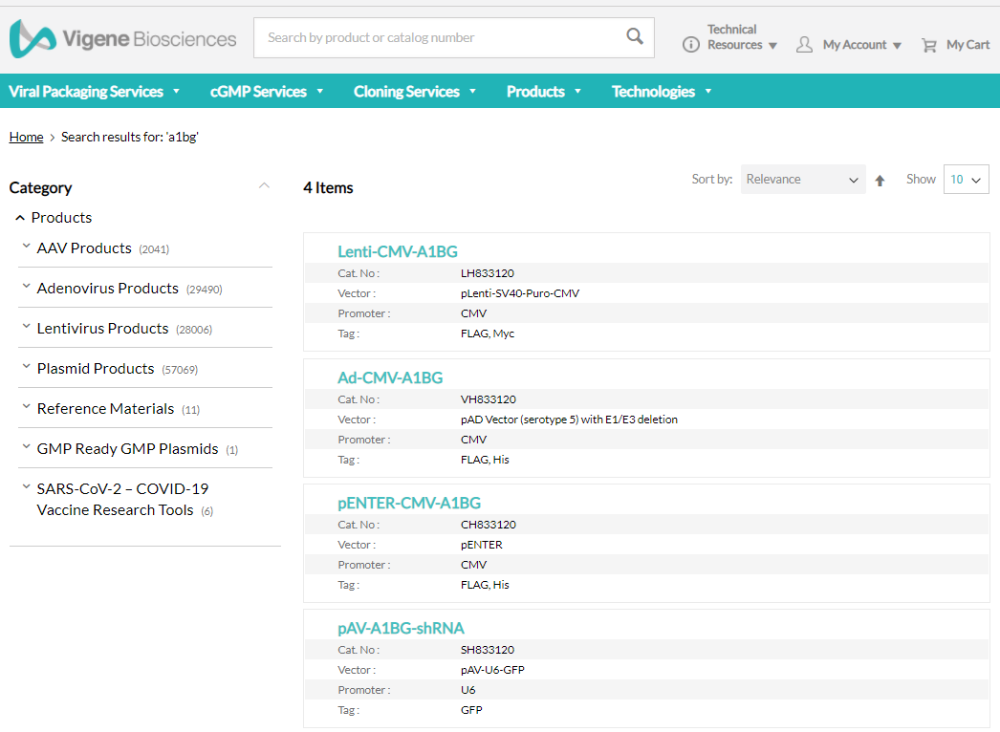 Vigene Biosciences
Search by product or catalog number
Technical
Resources
My Account
My Cart
Viral Packaging Services
cGMP Services
Cloning Services
Products
Technologies
Home > Search results for: 'a1bg'
Category
Products
AAV Products (2041)
Adenovirus Products (29490)
Lentivirus Products (28006)
Plasmid Products (57069)
Reference Materials (11)
GMP Ready GMP Plasmids (1)
SARS-CoV-2 – COVID-19
Vaccine Research Tools (6)
4 Items
Sort by: Relevance
Show 10
Lenti-CMV-A1BG
Cat. No : LH833120
Vector : pLenti-SV40-Puro-CMV
Promoter : CMV
Tag : FLAG, Myc
Ad-CMV-A1BG
Cat. No : VH833120
Vector : pAD Vector (serotype 5) with E1/E3 deletion
Promoter : CMV
Tag : FLAG, His
pENTER-CMV-A1BG
Cat. No : CH833120
Vector : pENTER
Promoter : CMV
Tag : FLAG, His
pAV-A1BG-shRNA
Cat. No : SH833120
Vector : pAV-U6-GFP
Promoter : U6
Tag : GFP